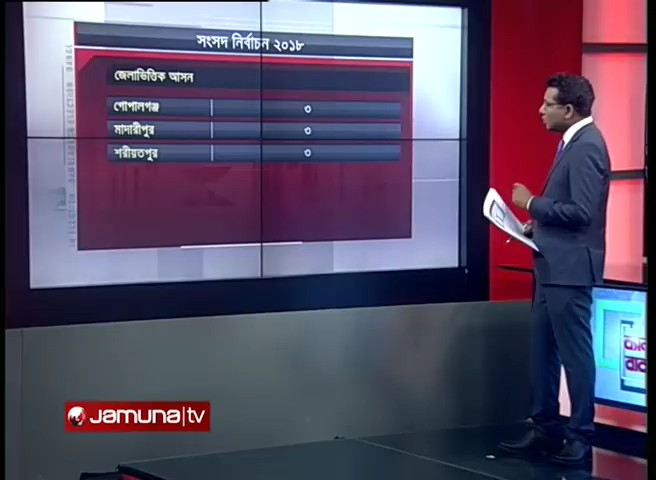 সংসদ নির্বাচন ২০১৮
জেলাভিত্তিক আসন
গোপালগঞ্জ ৩
মাদারীপুর ৩
শরীয়তপুর ৩
JAMUNA|tv